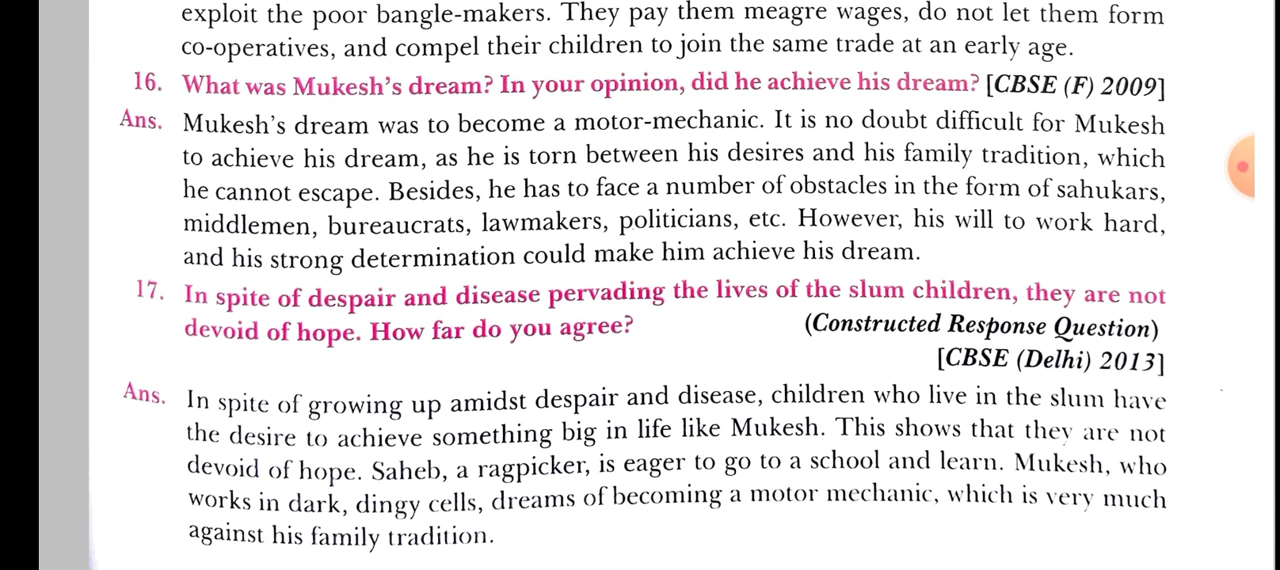 exploit the poor bangle-makers. They pay them meagre wages, do not let them form
co-operatives, and compel their children to join the same trade at an early age.
16. What was Mukesh's dream? In your opinion, did he achieve his dream? [CBSE (F) 2009]
Ans. Mukesh's dream was to become a motor-mechanic. It is no doubt difficult for Mukesh
to achieve his dream, as he is torn between his desires and his family tradition, which
he cannot escape. Besides, he has to face a number of obstacles in the form of sahukars,
middlemen, bureaucrats, lawmakers, politicians, etc. However, his will to work hard,
and his strong determination could make him achieve his dream.
17. In spite of despair and disease pervading the lives of the slum children, they are not
devoid of hope. How far do you agree? (Constructed Response Question)
[CBSE (Delhi) 2013]
Ans. In spite of growing up amidst despair and disease, children who live in the slum have
the desire to achieve something big in life like Mukesh. This shows that they are not
devoid of hope. Saheb, a ragpicker, is eager to go to a school and learn. Mukesh, who
works in dark, dingy cells, dreams of becoming a motor mechanic, which is very much
against his family tradition.